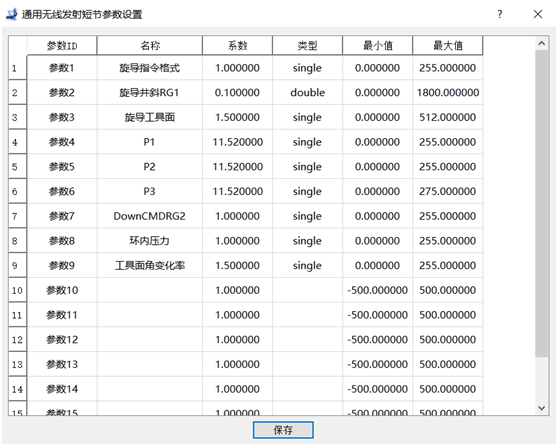 通用无线发射短节参数设置
参数ID 名称 系数 类型 最小值 最大值
1 参数1 旋导指令格式 1.000000 single 0.000000 255.000000
2 参数2 旋导井斜RG1 0.100000 double 0.000000 1800.000000
3 参数3 旋导工具面 1.500000 single 0.000000 512.000000
4 参数4 P1 11.520000 single 0.000000 255.000000
5 参数5 P2 11.520000 single 0.000000 255.000000
6 参数6 P3 11.520000 single 0.000000 275.000000
7 参数7 DownCMDRG2 1.000000 single 0.000000 255.000000
8 参数8 环内压力 1.000000 single 0.000000 255.000000
9 参数9 工具面角变化率 1.500000 single 0.000000 255.000000
10 参数10 1.000000 -500.000000 500.000000
11 参数11 1.000000 -500.000000 500.000000
12 参数12 1.000000 -500.000000 500.000000
13 参数13 1.000000 -500.000000 500.000000
14 参数14 1.000000 -500.000000 500.000000
15 参数15 1.000000 -500.000000 500.000000
保存